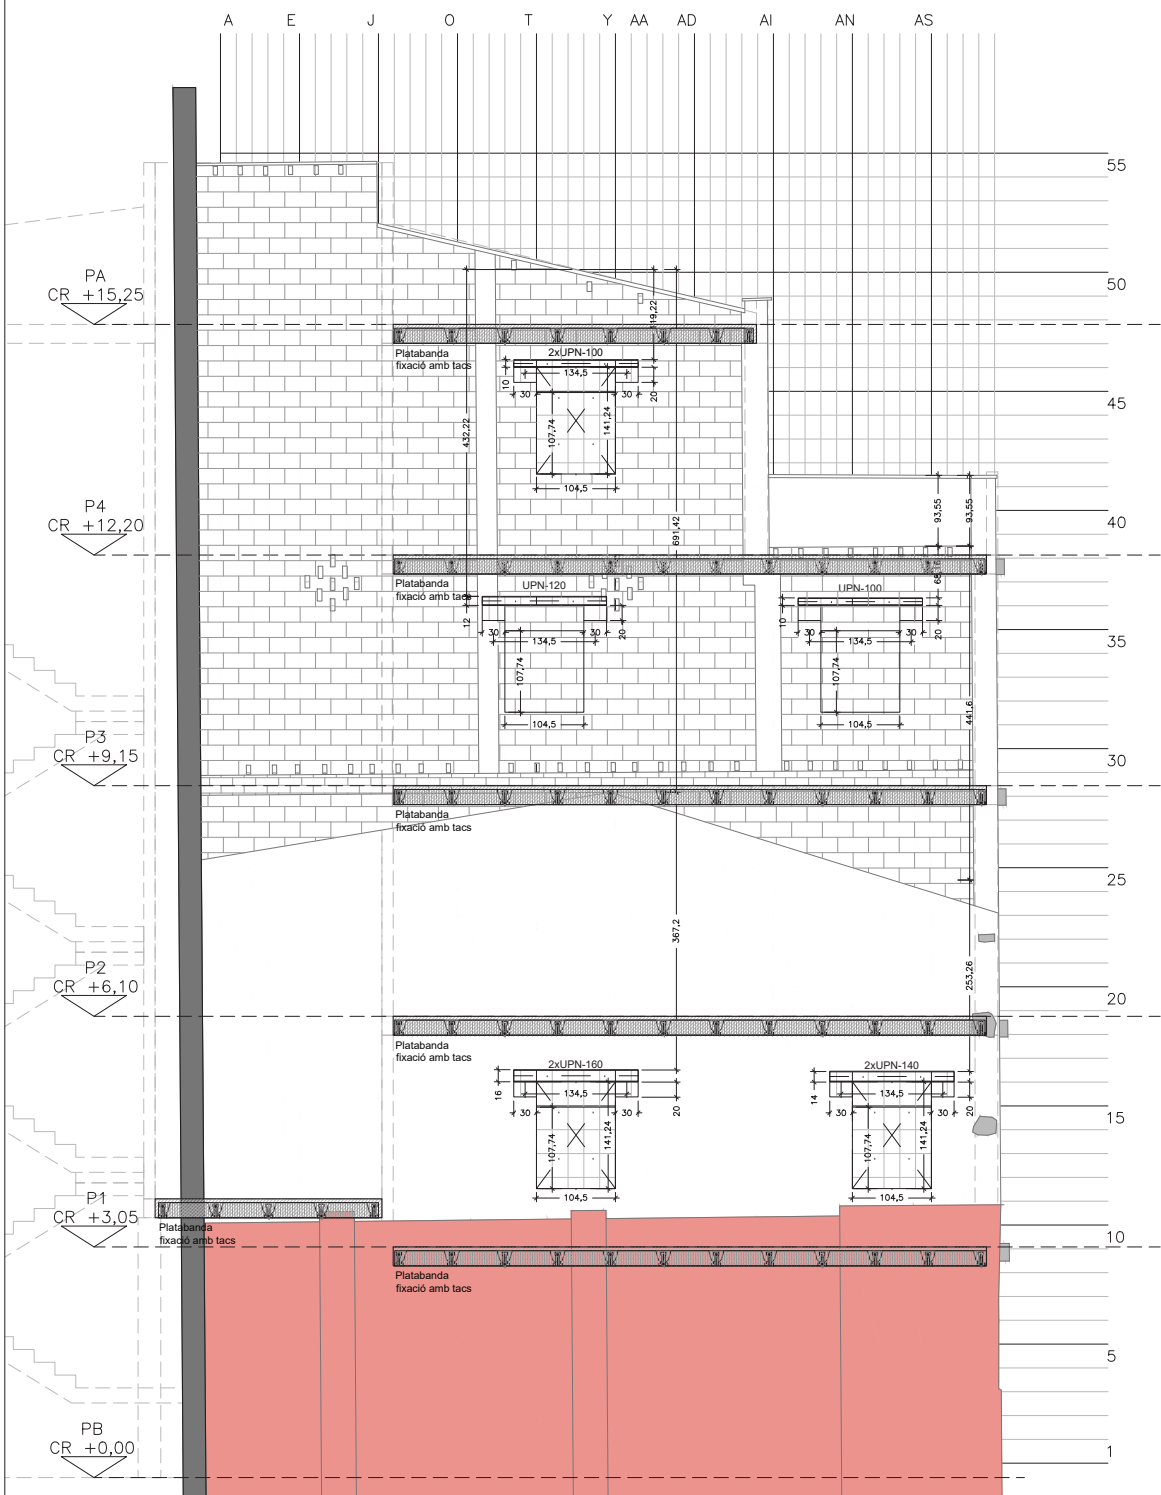 A E J O T Y AA AD AI AN AS
55
PA
CR +15,25
50
119,22
Platabanda
fixació amb tacs
2xUPN-100
134,5
10
30
30
20
45
432,22
107,74
141,24
104,5
P4
CR +12,20
93,55
93,55
40
691,42
Platabanda
fixació amb tacs
UPN-120
68,16
UPN-100
12
30
30
20
134,5
10
30
30
20
134,5
35
107,74
107,74
104,5
104,5
441,6
P3
CR +9,15
30
Platabanda
fixació amb tacs
25
367,2
P2
CR +6,10
253,26
20
Platabanda
fixació amb tacs
2xUPN-160
2xUPN-140
16
134,5
30
30
20
14
134,5
30
30
20
15
107,74
141,24
107,74
141,24
104,5
104,5
P1
CR +3,05
Platabanda
fixació amb tacs
10
Platabanda
fixació amb tacs
5
PB
CR +0,00
1